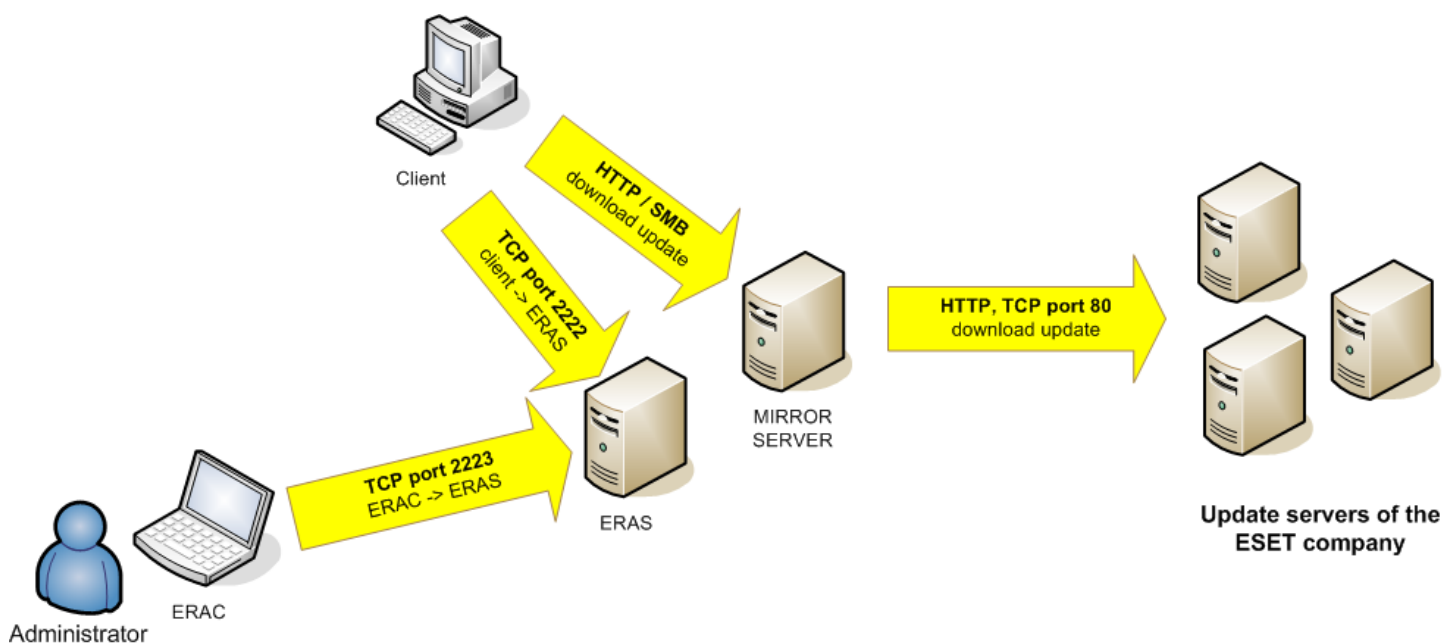 Client
HTTP / SMB
download update
TCP port 2222
client -> ERAS
HTTP, TCP port 80
download update
MIRROR
SERVER
TCP port 2223
ERAC -> ERAS
ERAS
Update servers of the
ESET company
ERAC
Administrator